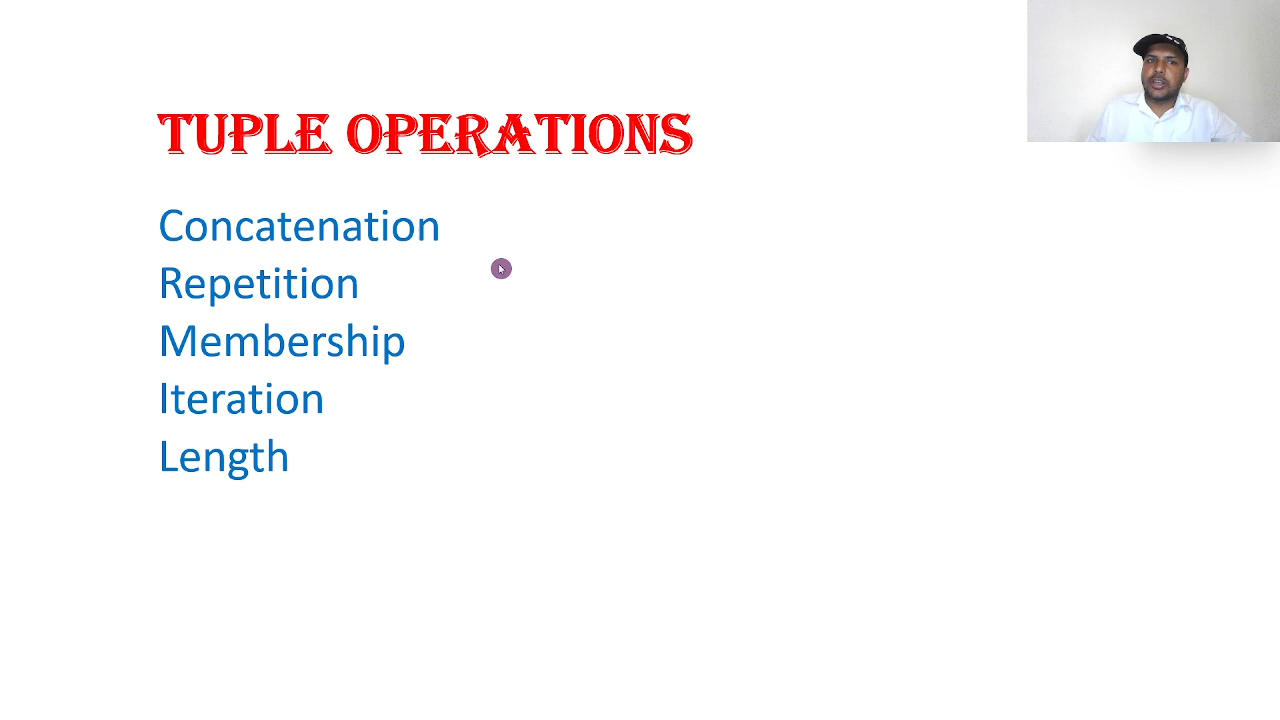 TUPLE OPERATIONS
Concatenation
Repetition
Membership
Iteration
Length